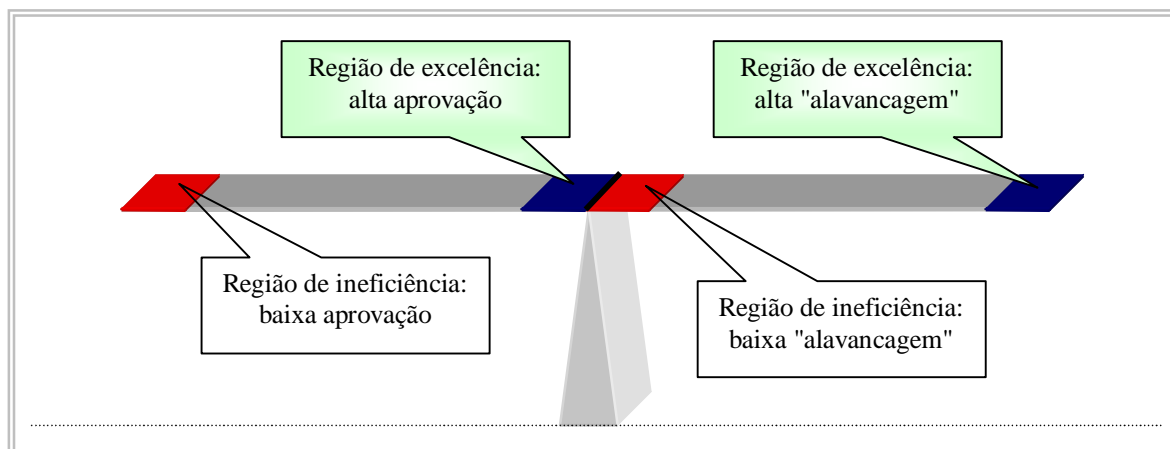 Região de excelência:
alta aprovação
Região de excelência:
alta "alavancagem"
Região de ineficiência:
baixa aprovação
Região de ineficiência:
baixa "alavancagem"